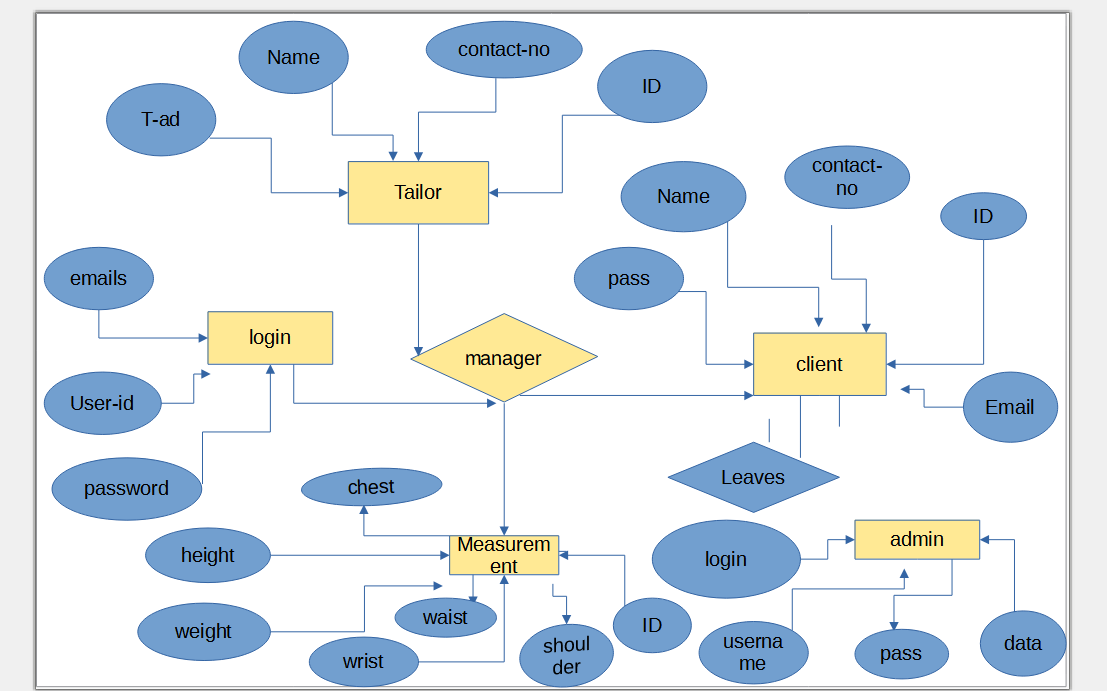 Name
contact-no
ID
T-ad
Tailor
contact-
no
Name
ID
emails
pass
login
manager
client
User-id
Email
Leaves
chest
password
Measurem
ent
admin
height
login
waist
weight
ID
shoul
der
userna
me
data
wrist
pass